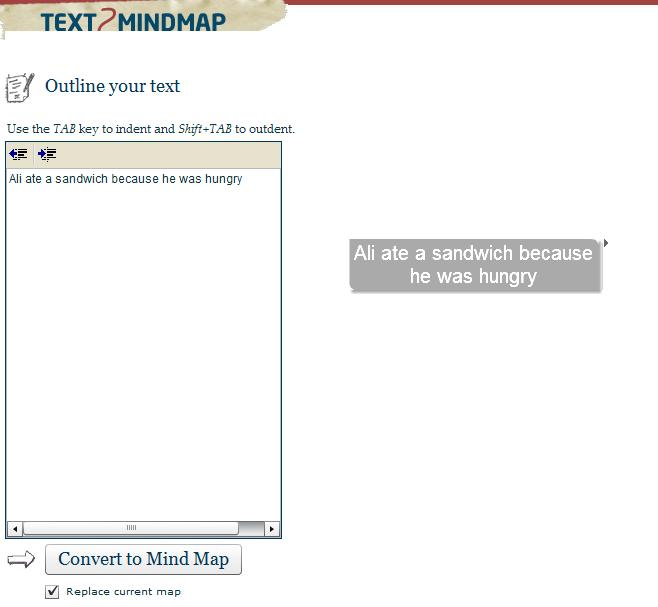 TEXT2MINDMAP
Outline your text
Use the TAB key to indent and Shift+TAB to outdent.
Ali ate a sandwich because he was hungry
Ali ate a sandwich because
he was hungry
Convert to Mind Map
Replace current map